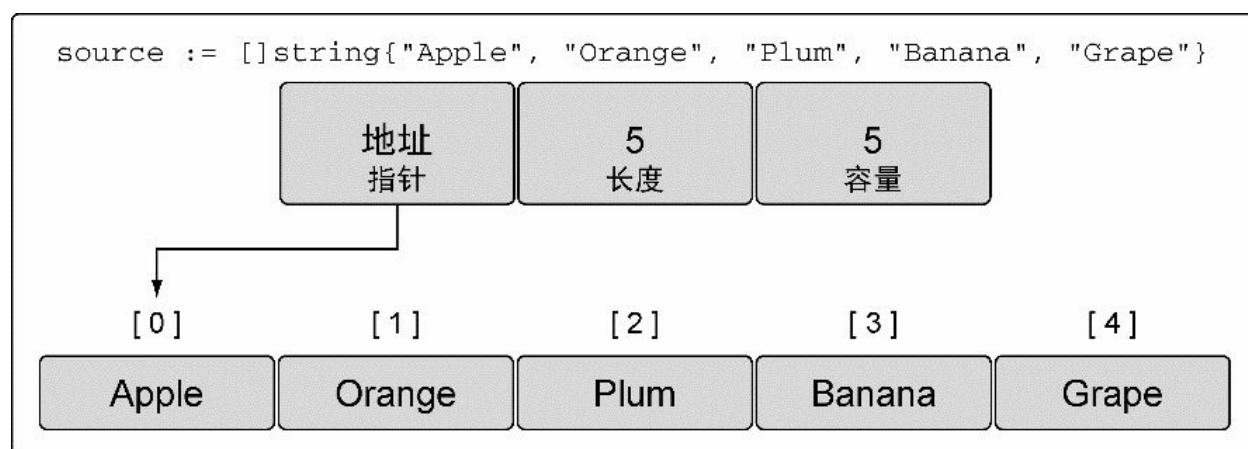 source := []string{"Apple", "Orange", "Plum", "Banana", "Grape"}
地址 5 5
指针 长度 容量
[0] [1] [2] [3] [4]
Apple Orange Plum Banana Grape